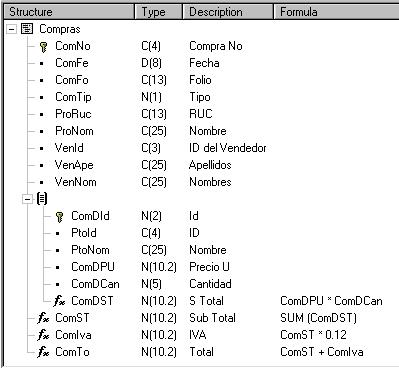 Structure Type Description Formula
Compras
ComNo C(4) Compra No
ComFe D(8) Fecha
ComFo C(13) Folio
ComTip N(1) Tipo
ProRuc C(13) RUC
ProNom C(25) Nombre
VenId C(3) ID del Vendedor
VenApe C(25) Apellidos
VenNom C(25) Nombres
ComDId N(2) Id
PtoId C(4) ID
PtoNom C(25) Nombre
ComDPU N(10.2) Precio U
ComDCan N(5) Cantidad
fx ComDST N(10.2) S Total ComDPU * ComDCan
fx ComST N(10.2) Sub Total SUM (ComDST)
fx ComIva N(10.2) IVA ComST * 0.12
fx ComTo N(10.2) Total ComST + ComIva